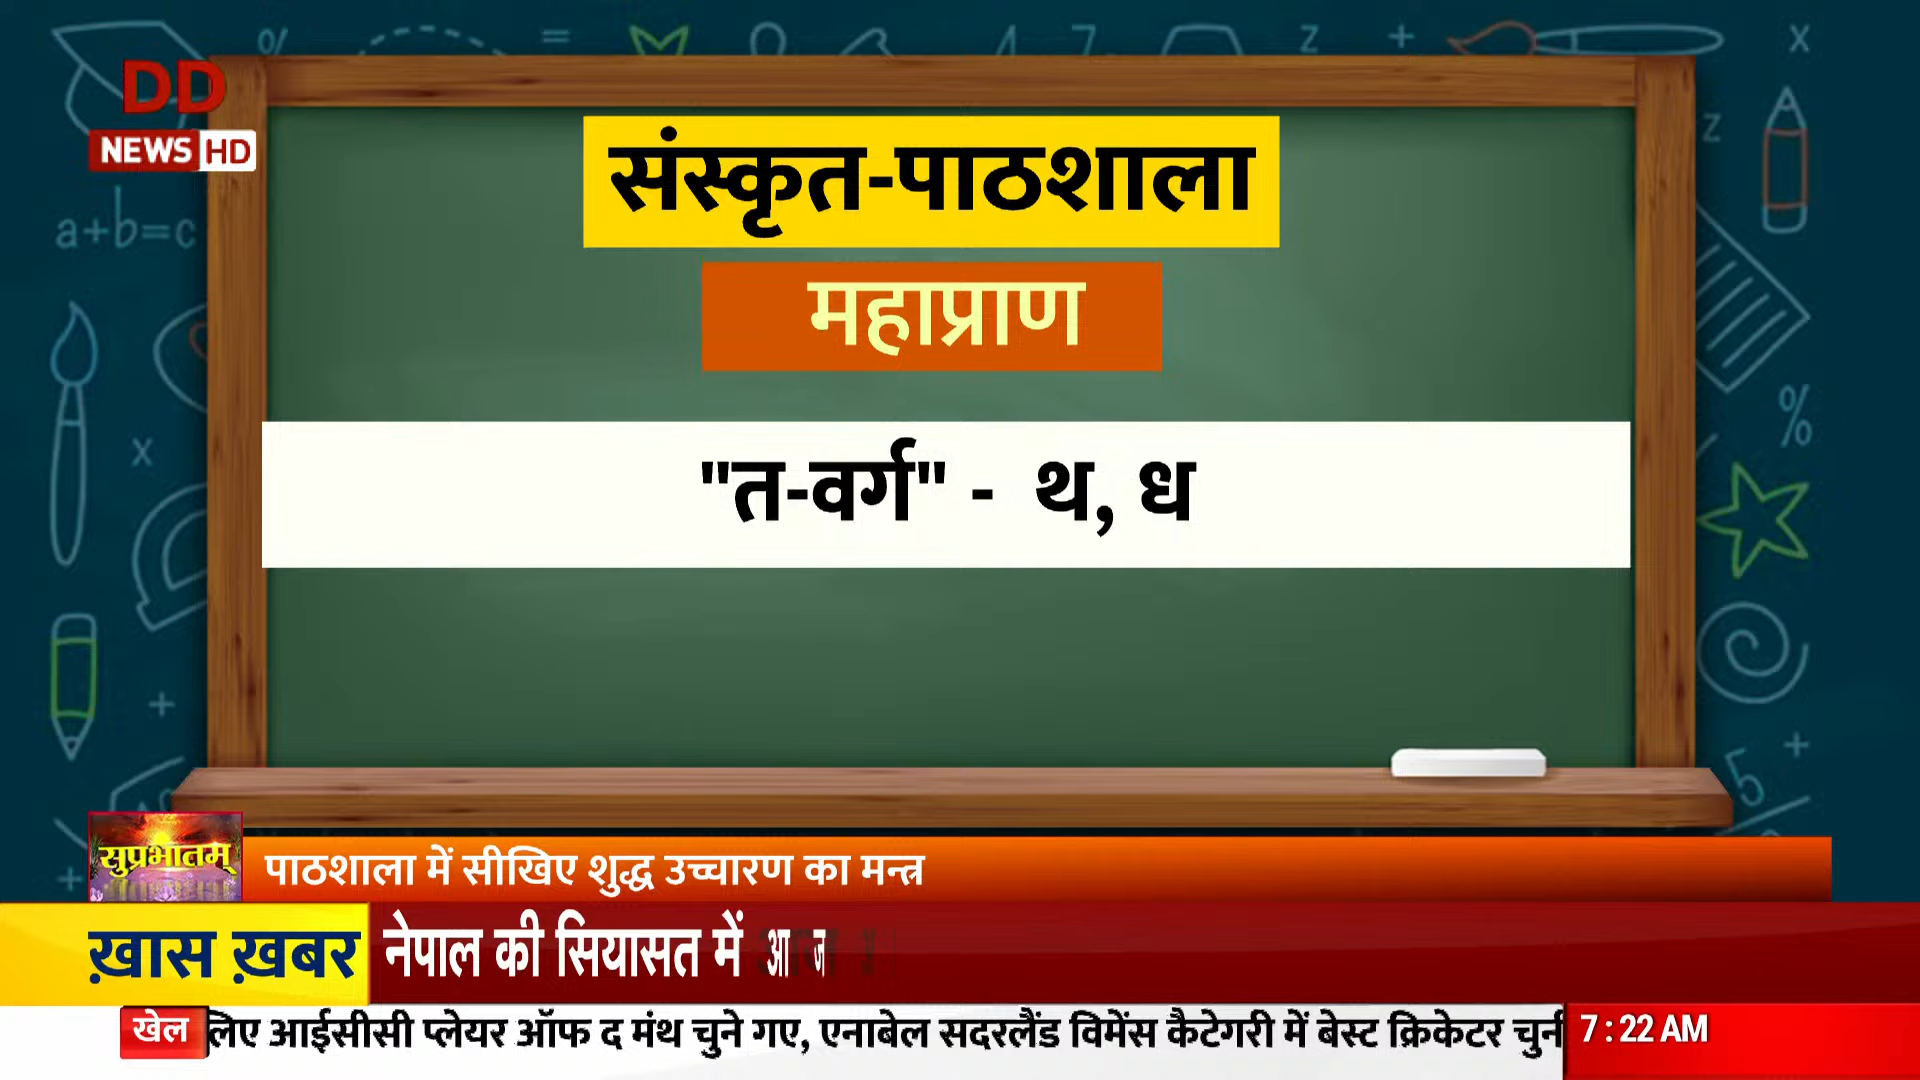 DD
NEWS HD
संस्कृत-पाठशाला
महाप्राण
"त-वर्ग" - थ, ध
सुप्रभातम्
पाठशाला में सीखिए शुद्ध उच्चारण का मन्त्र
ख़ास ख़बर
नेपाल की सियासत में आज
खेल
लिए आईसीसी प्लेयर ऑफ द मंथ चुने गए, एनाबेल सदरलैंड विमेंस कैटेगरी में बेस्ट क्रिकेटर
7 : 22 AM